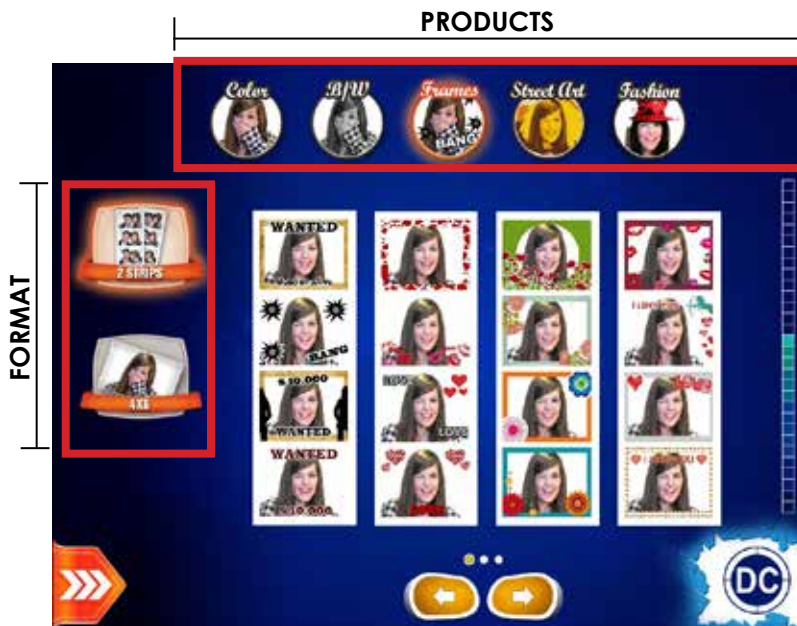 PRODUCTS
Color
B/W
Frames
Street Art
Fashion
BANG
FORMAT
2 STRIPS
4X6
WANTED
BANG
$10.000
WANTED
LOVE
WANTED
$10.000
DC